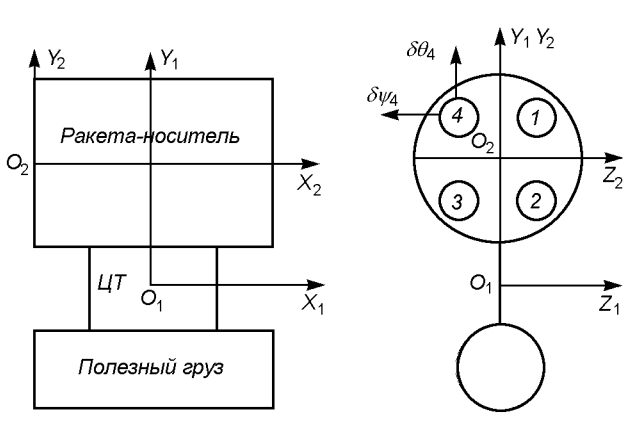 Y₂
Y₁
Ракета-носитель
O₂
X₂
ЦТ
O₁
X₁
Полезный груз
δθ₄
Y₁ Y₂
δψ₄
4
1
O₂
Z₂
3
2
O₁
Z₁